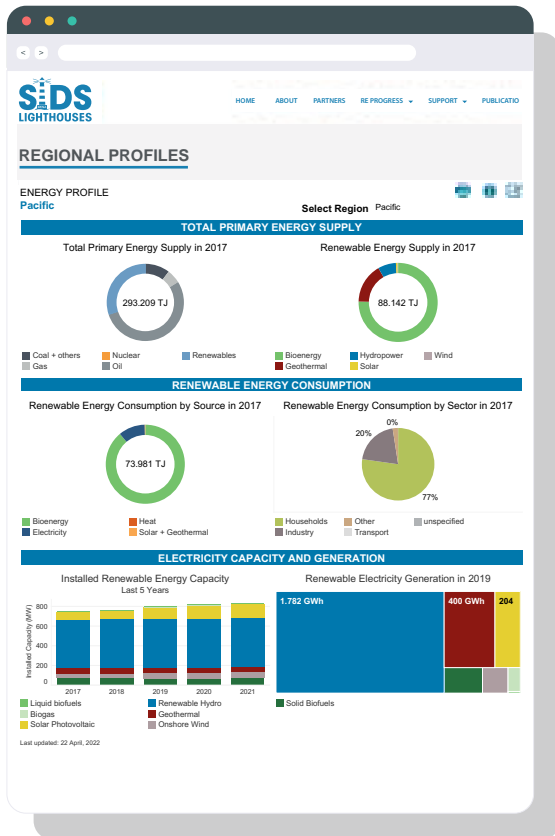 < >
SIDS
LIGHTHOUSES
HOME ABOUT PARTNERS RE PROGRESS SUPPORT PUBLICATIO
REGIONAL PROFILES
ENERGY PROFILE
Pacific
Select Region Pacific
TOTAL PRIMARY ENERGY SUPPLY
Total Primary Energy Supply in 2017
293.209 TJ
Coal + others Nuclear Renewables
Gas Oil
Renewable Energy Supply in 2017
88.142 TJ
Bioenergy Hydropower Wind
Geothermal Solar
RENEWABLE ENERGY CONSUMPTION
Renewable Energy Consumption by Source in 2017
73.981 TJ
Bioenergy Heat
Electricity Solar + Geothermal
Renewable Energy Consumption by Sector in 2017
0%
20%
77%
Households Other unspecified
Industry Transport
ELECTRICITY CAPACITY AND GENERATION
Installed Renewable Energy Capacity
Last 5 Years
Installed Capacity (MW)
800
600
400
200
0
2017 2018 2019 2020 2021
Liquid biofuels Renewable Hydro
Biogas Geothermal
Solar Photovoltaic Onshore Wind
Renewable Electricity Generation in 2019
1.782 GWh 400 GWh 204
Solid Biofuels
Last updated: 22 April, 2022